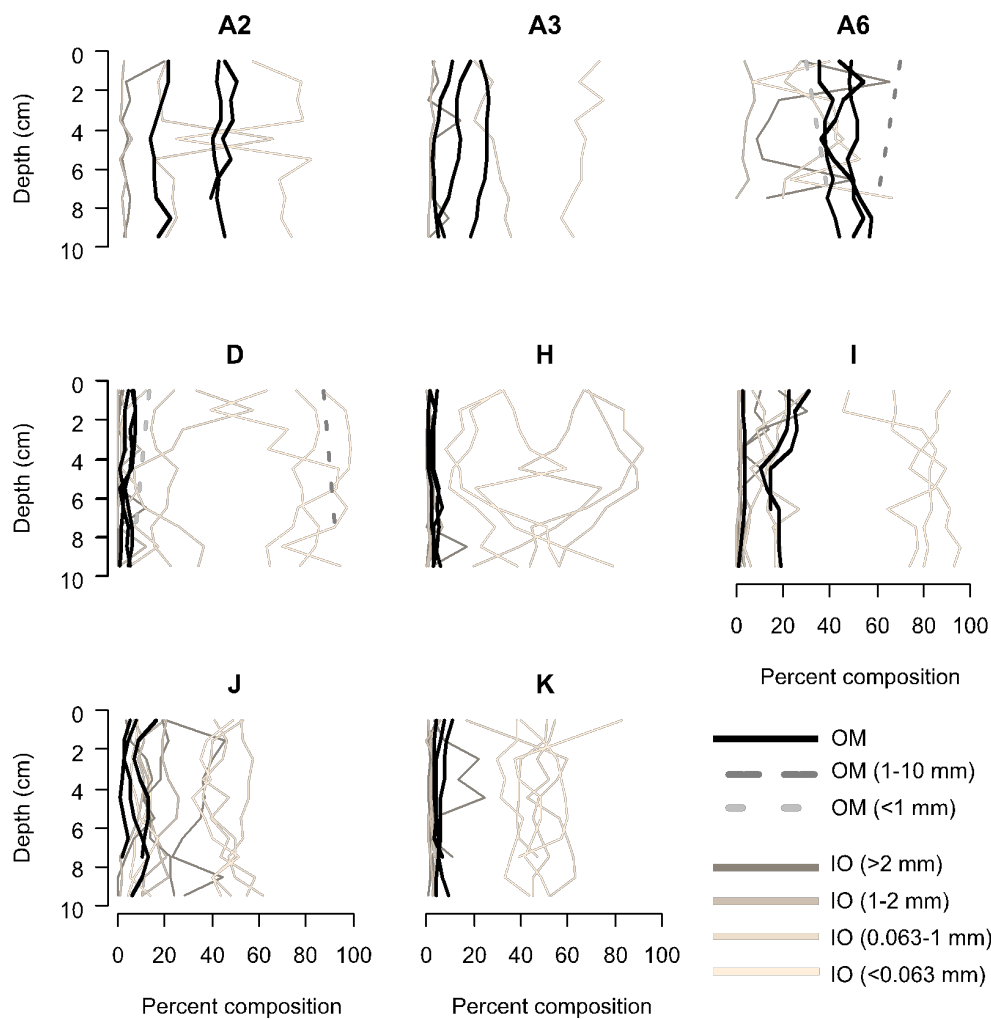 A2 A3 A6
0
2
4
6
8
10
Depth (cm)
D H I
0
2
4
6
8
10
Depth (cm)
0 20 40 60 80 100
Percent composition
J K
0
2
4
6
8
10
Depth (cm)
0 20 40 60 80 100
Percent composition
0 20 40 60 80 100
Percent composition
OM
OM (1-10 mm)
OM (<1 mm)
IO (>2 mm)
IO (1-2 mm)
IO (0.063-1 mm)
IO (<0.063 mm)